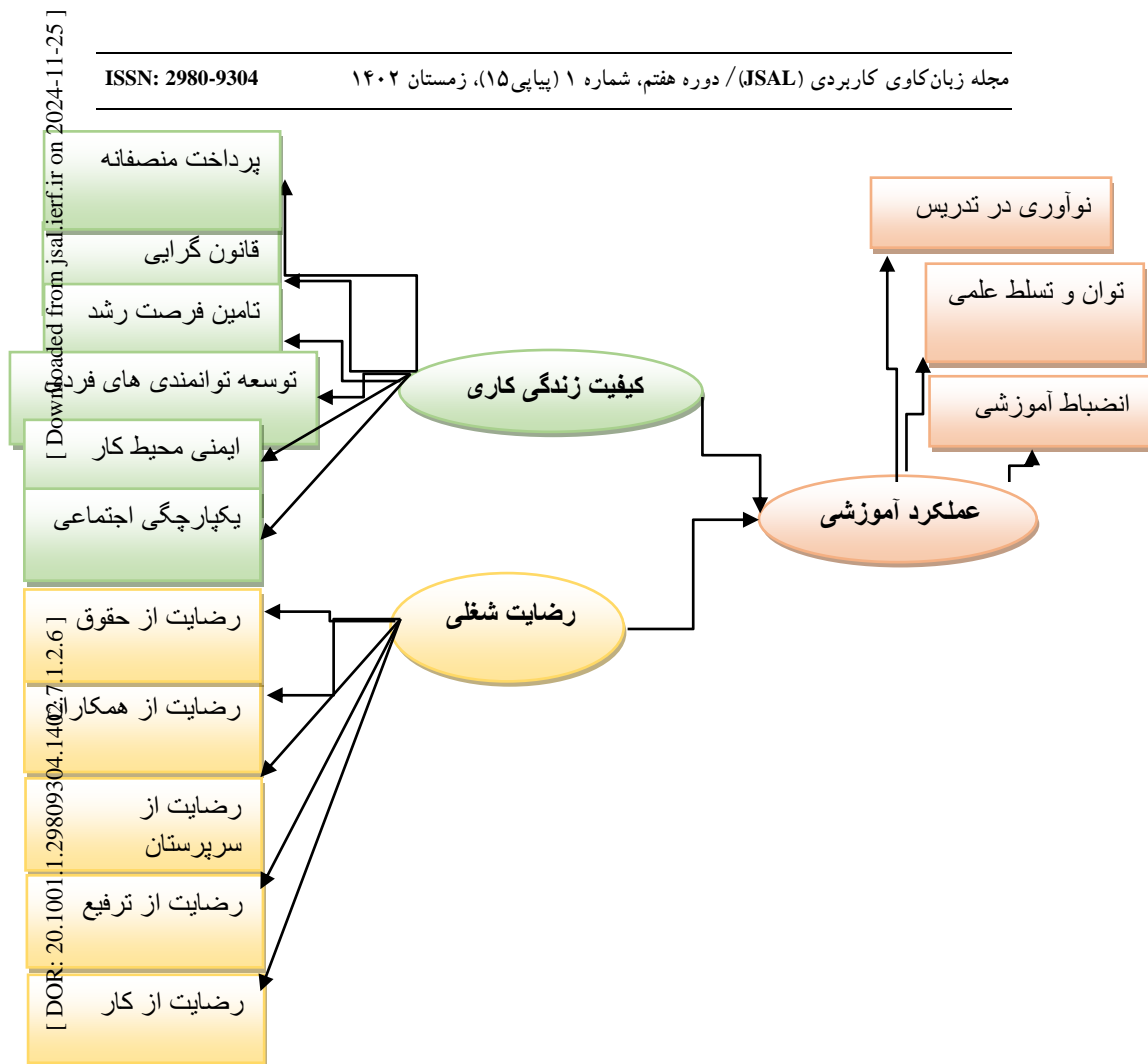 مجله زبان‌کاوی کاربردی (JSAL)/ دوره هفتم، شماره ۱ (پیاپی۱۵)، زمستان ۱۴۰۲
ISSN: 2980-9304
نوآوری در تدریس
توان و تسلط علمی
انضباط آموزشی
عملکرد آموزشی
کیفیت زندگی کاری
رضایت شغلی
پرداخت منصفانه
قانون گرایی
تامین فرصت رشد
توسعه توانمندی های فردی
ایمنی محیط کار
یکپارچگی اجتماعی
رضایت از حقوق
رضایت از همکاران
رضایت از
سرپرستان
رضایت از ترفیع
رضایت از کار
[ Downloaded from jsal.ierf.ir on 2024-11-25 ]
[ DOR: 20.1001.1.29809304.1402.7.1.2.6 ]